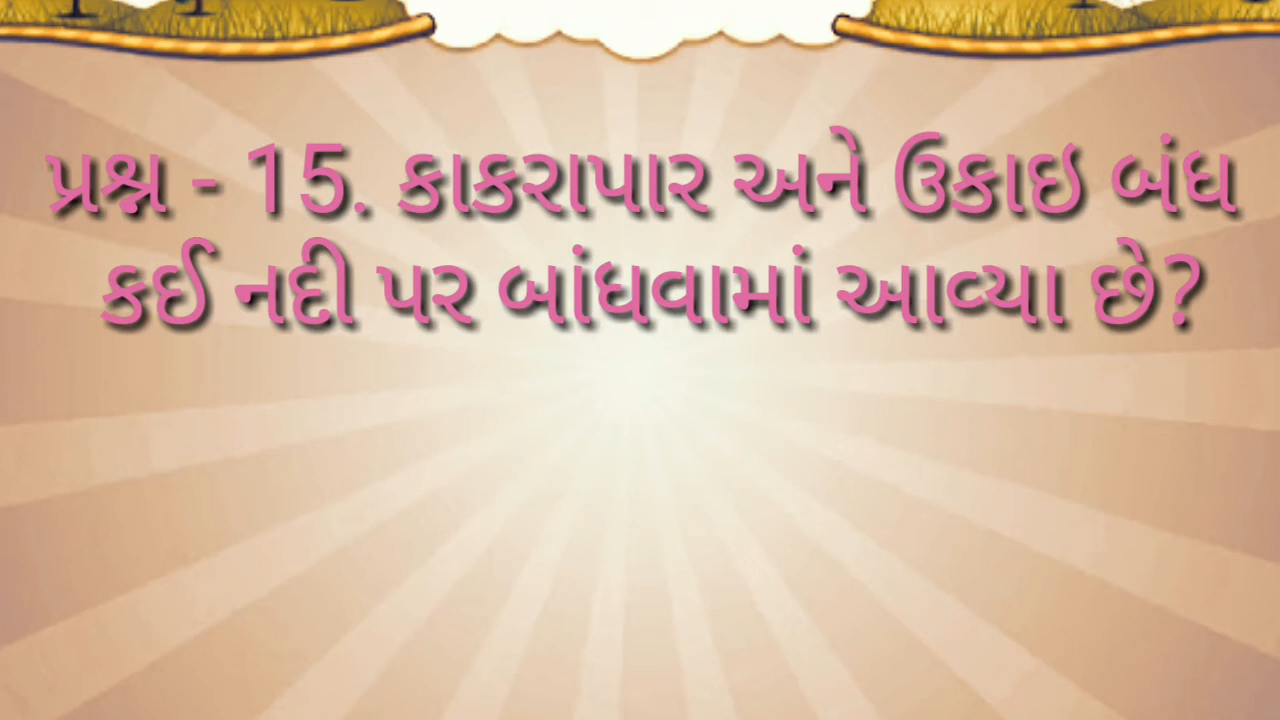 પ્રશ્ન - 15. કાકરાપાર અને ઉકાઇ બંધ
કઈ નદી પર બાંધવામાં આવ્યા છે?